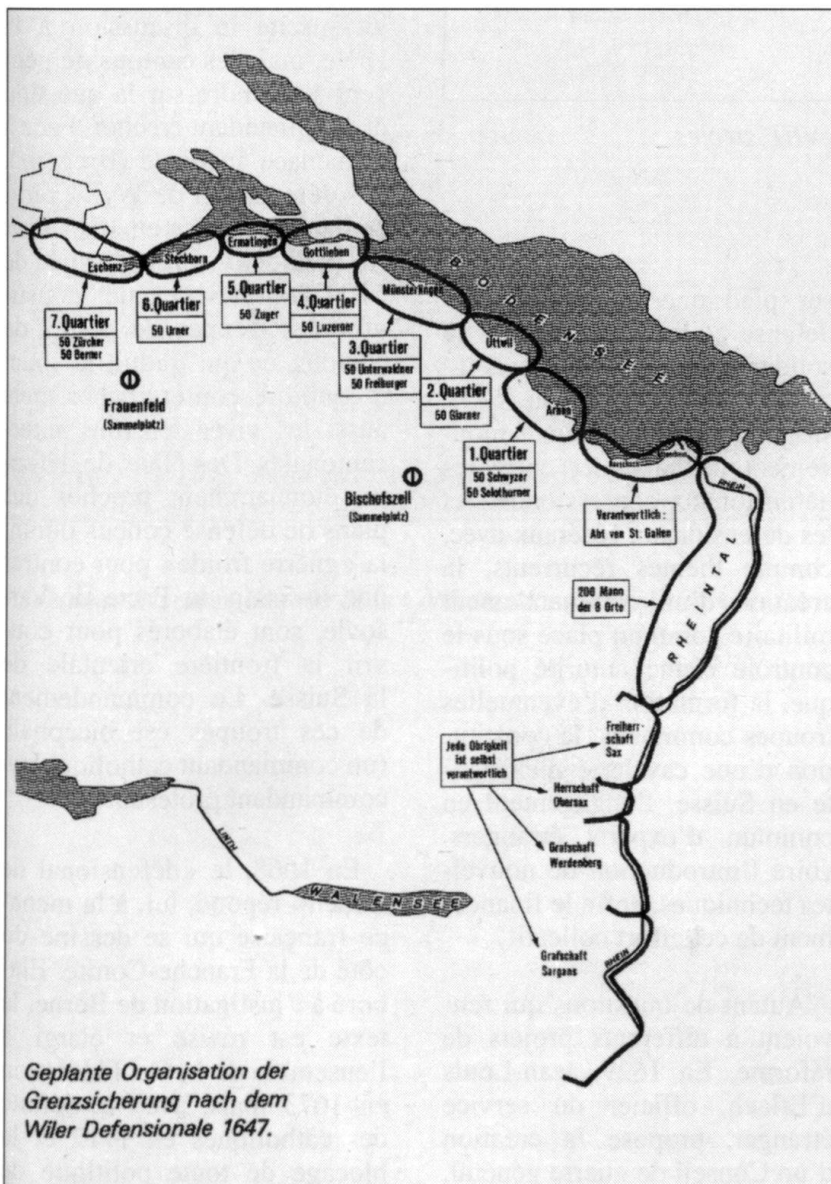 BODENSEE
Eschenz
Steckborn
Ermatingen
Gottlieben
Münsterlingen
Uttwil
Arbon
7.Quartier
50 Zürcher
50 Berner
6.Quartier
50 Urner
5.Quartier
50 Zuger
4.Quartier
50 Luzerner
3.Quartier
50 Unterwaldner
50 Freiburger
2.Quartier
50 Glarner
1.Quartier
50 Schwyzer
50 Solothurner
Verantwortlich:
Abt von St. Gallen
Frauenfeld
(Sammelplatz)
Bischofszell
(Sammelplatz)
RHEIN
RHEINTAL
200 Mann
der 8 Orte
Jede Obrigkeit
ist selbst
verantwortlich
Freiherr-
schaft
Sax
Herrschaft
Obersax
Grafschaft
Werdenberg
Grafschaft
Sargans
RHEIN
LINTH
WALENSEE
Geplante Organisation der
Grenzsicherung nach dem
Wiler Defensionale 1647.